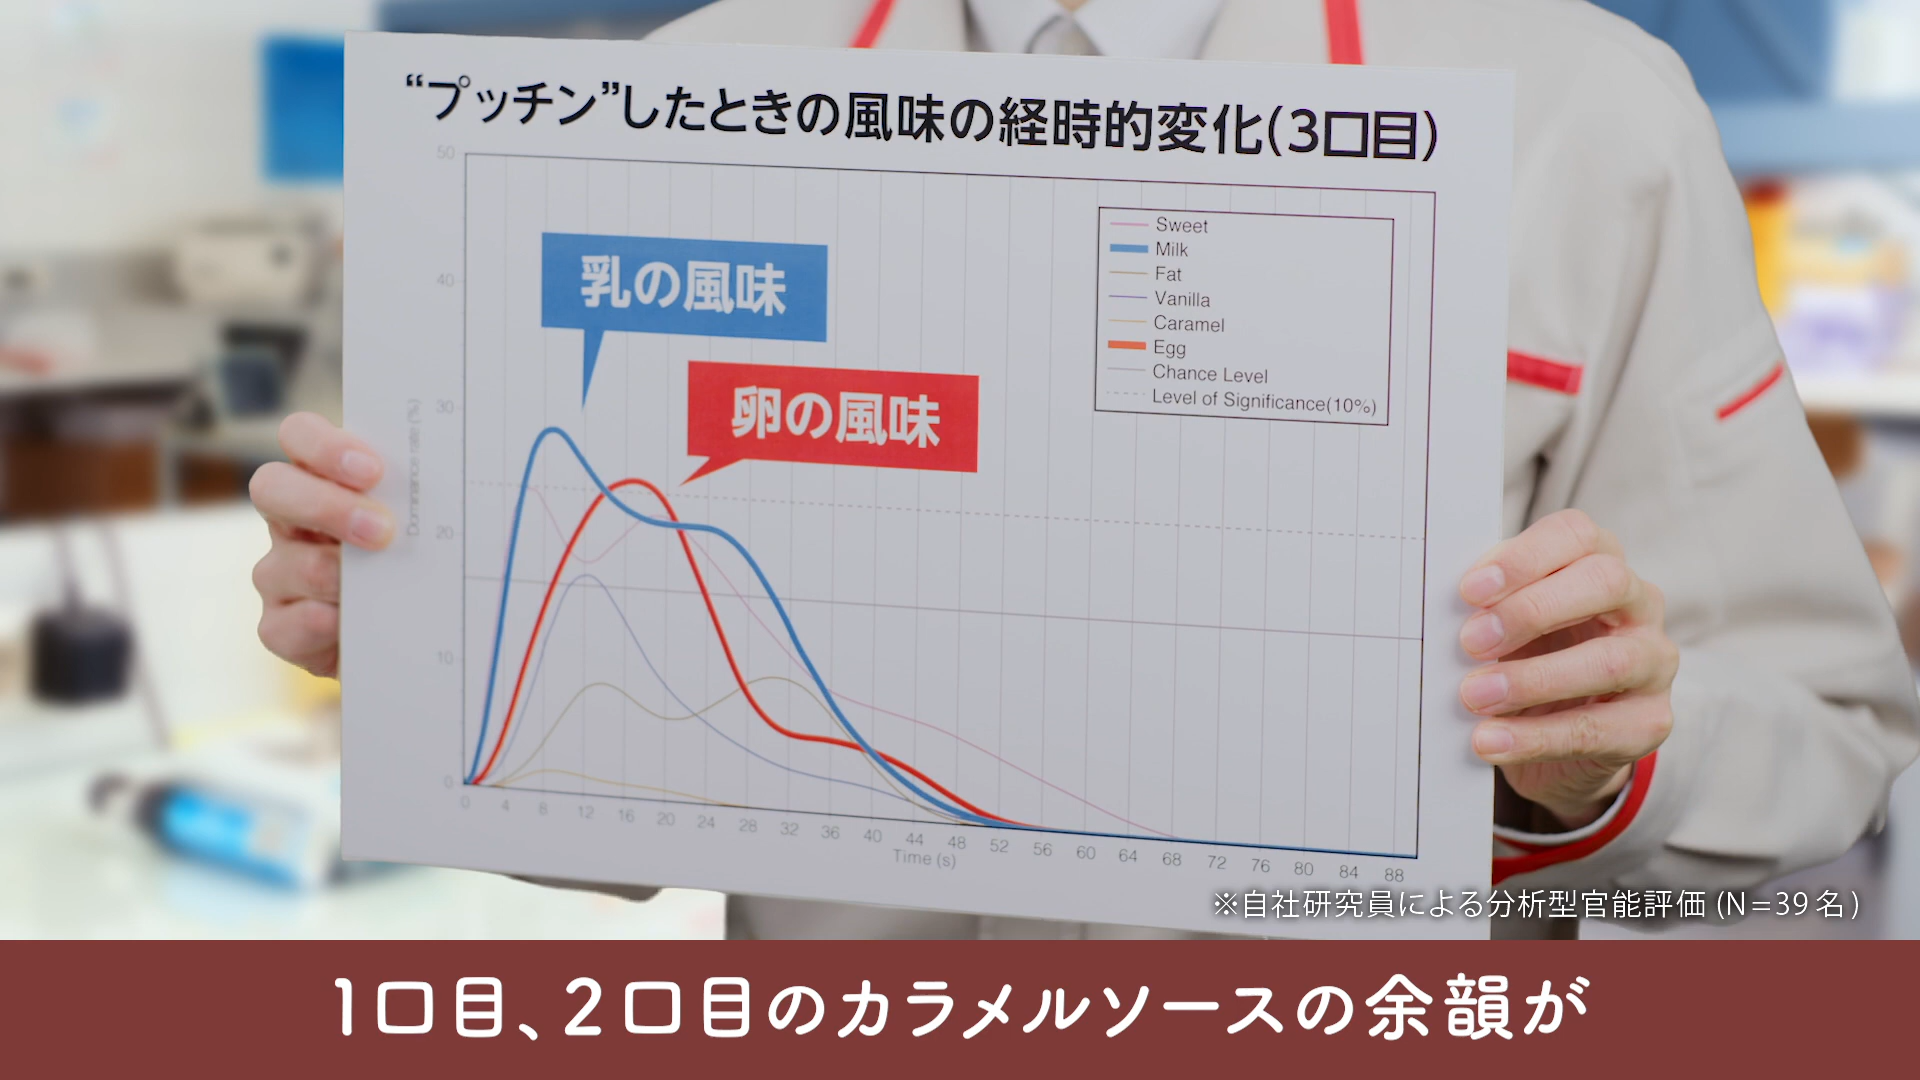 “プッチン”したときの風味の経時的変化(3口目)
50
40
30
20
10
0
Dominance rate (%)
乳の風味
卵の風味
Sweet
Milk
Fat
Vanilla
Caramel
Egg
Chance Level
Level of Significance(10%)
0 4 8 12 16 20 24 28 32 36 40 44 48 52 56 60 64 68 72 76 80 84 88
Time (s)
※自社研究員による分析型官能評価 (N=39名)
1口目、2口目のカラメルソースの余韻が